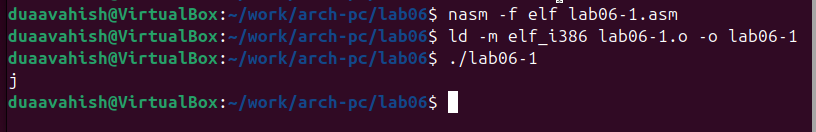 duaavahish@VirtualBox:~/work/arch-pc/lab06$ nasm -f elf lab06-1.asm
duaavahish@VirtualBox:~/work/arch-pc/lab06$ ld -m elf_i386 lab06-1.o -o lab06-1
duaavahish@VirtualBox:~/work/arch-pc/lab06$ ./lab06-1
j
duaavahish@VirtualBox:~/work/arch-pc/lab06$